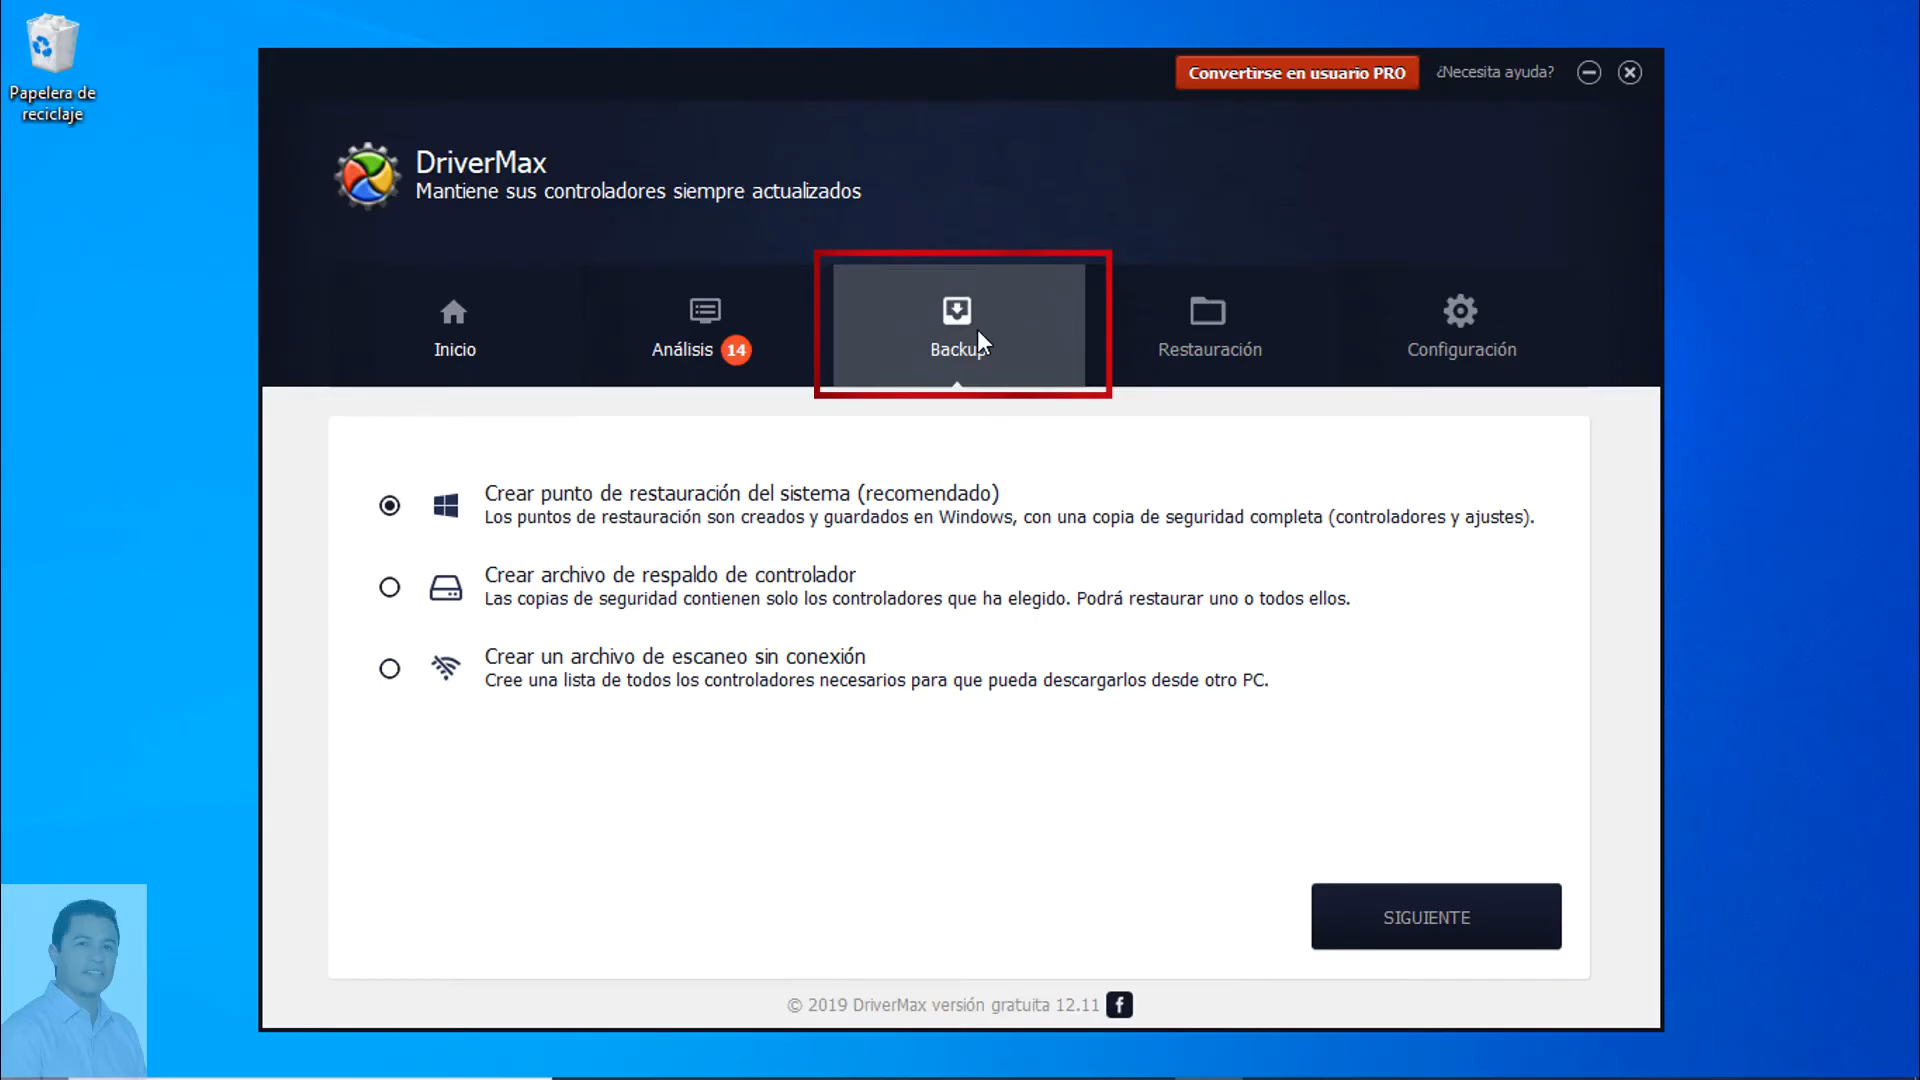 Papelera de
reciclaje
Convertirse en usuario PRO
¿Necesita ayuda?
DriverMax
Mantiene sus controladores siempre actualizados
Inicio
Análisis 14
Backup
Restauración
Configuración
Crear punto de restauración del sistema (recomendado)
Los puntos de restauración son creados y guardados en Windows, con una copia de seguridad completa (controladores y ajustes).
Crear archivo de respaldo de controlador
Las copias de seguridad contienen solo los controladores que ha elegido. Podrá restaurar uno o todos ellos.
Crear un archivo de escaneo sin conexión
Cree una lista de todos los controladores necesarios para que pueda descargarlos desde otro PC.
SIGUIENTE
© 2019 DriverMax versión gratuita 12.11 f